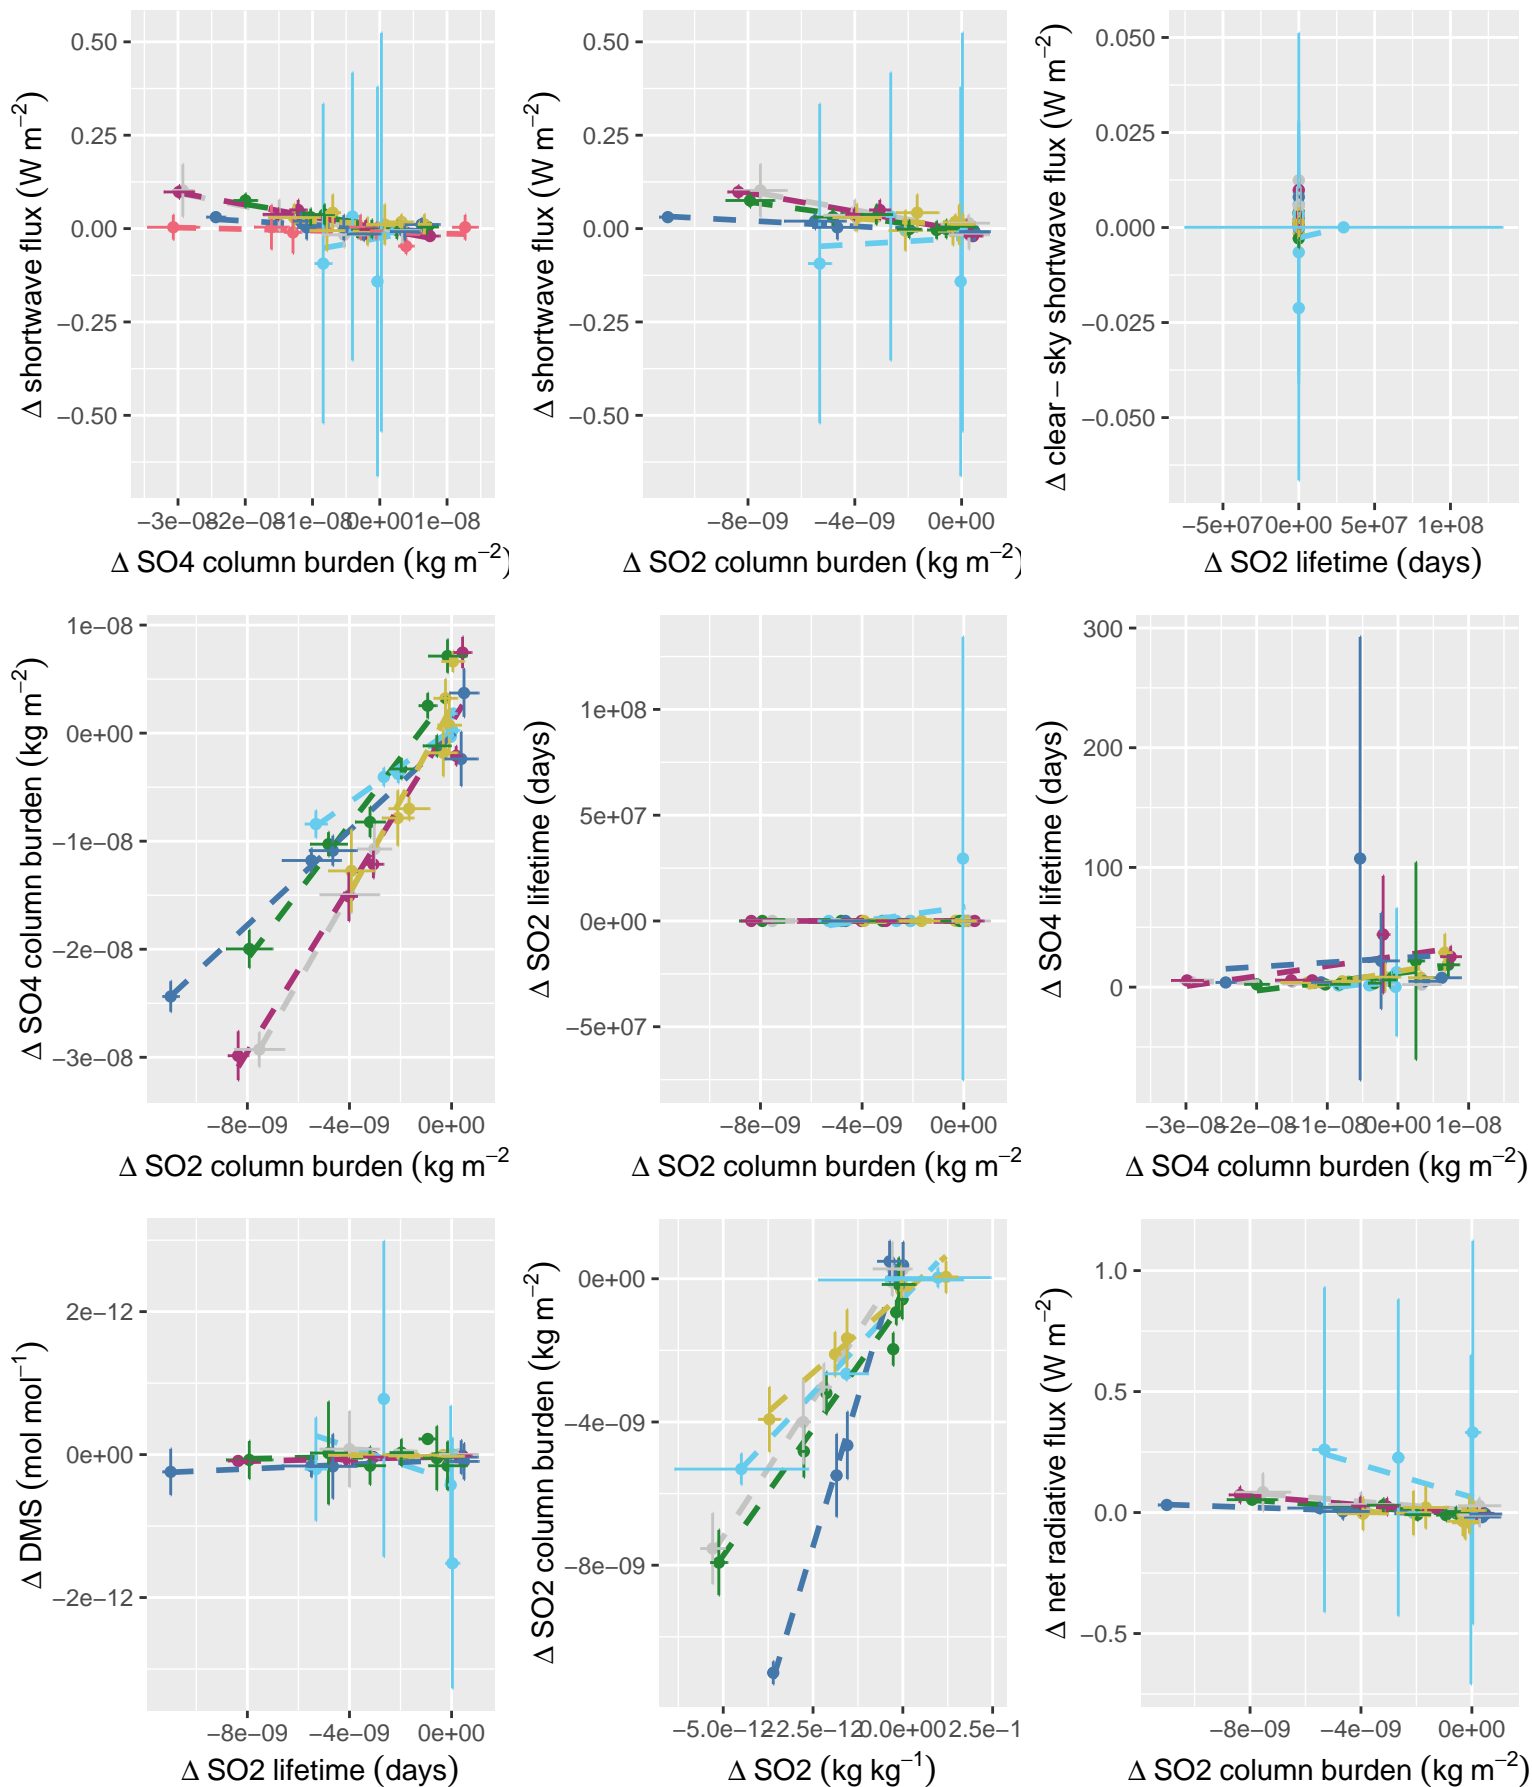 Δ shortwave flux (W m−2)
0.50
0.25
0.00
−0.25
−0.50
−3e−08 −2e−08 −1e−08 0e+00 1e−08
Δ SO4 column burden (kg m−2)
Δ shortwave flux (W m−2)
0.50
0.25
0.00
−0.25
−0.50
−8e−09 −4e−09 0e+00
Δ SO2 column burden (kg m−2)
Δ clear − sky shortwave flux (W m−2)
0.050
0.025
0.000
−0.025
−0.050
−5e+07 0e+00 5e+07 1e+08
Δ SO2 lifetime (days)
Δ SO4 column burden (kg m−2)
1e−08
0e+00
−1e−08
−2e−08
−3e−08
−8e−09 −4e−09 0e+00
Δ SO2 column burden (kg m−2
Δ SO2 lifetime (days)
1e+08
5e+07
0e+00
−5e+07
−8e−09 −4e−09 0e+00
Δ SO2 column burden (kg m−2
Δ SO4 lifetime (days)
300
200
100
0
−3e−08 −2e−08 −1e−08 0e+00 1e−08
Δ SO4 column burden (kg m−2)
Δ DMS (mol mol−1)
2e−12
0e+00
−2e−12
−8e−09 −4e−09 0e+00
Δ SO2 lifetime (days)
Δ SO2 column burden (kg m−2)
0e+00
−4e−09
−8e−09
−5.0e−12 −2.5e−12 0.0e+00 2.5e−1
Δ SO2 (kg kg−1)
Δ net radiative flux (W m−2)
1.0
0.5
0.0
−0.5
−8e−09 −4e−09 0e+00
Δ SO2 column burden (kg m−2)